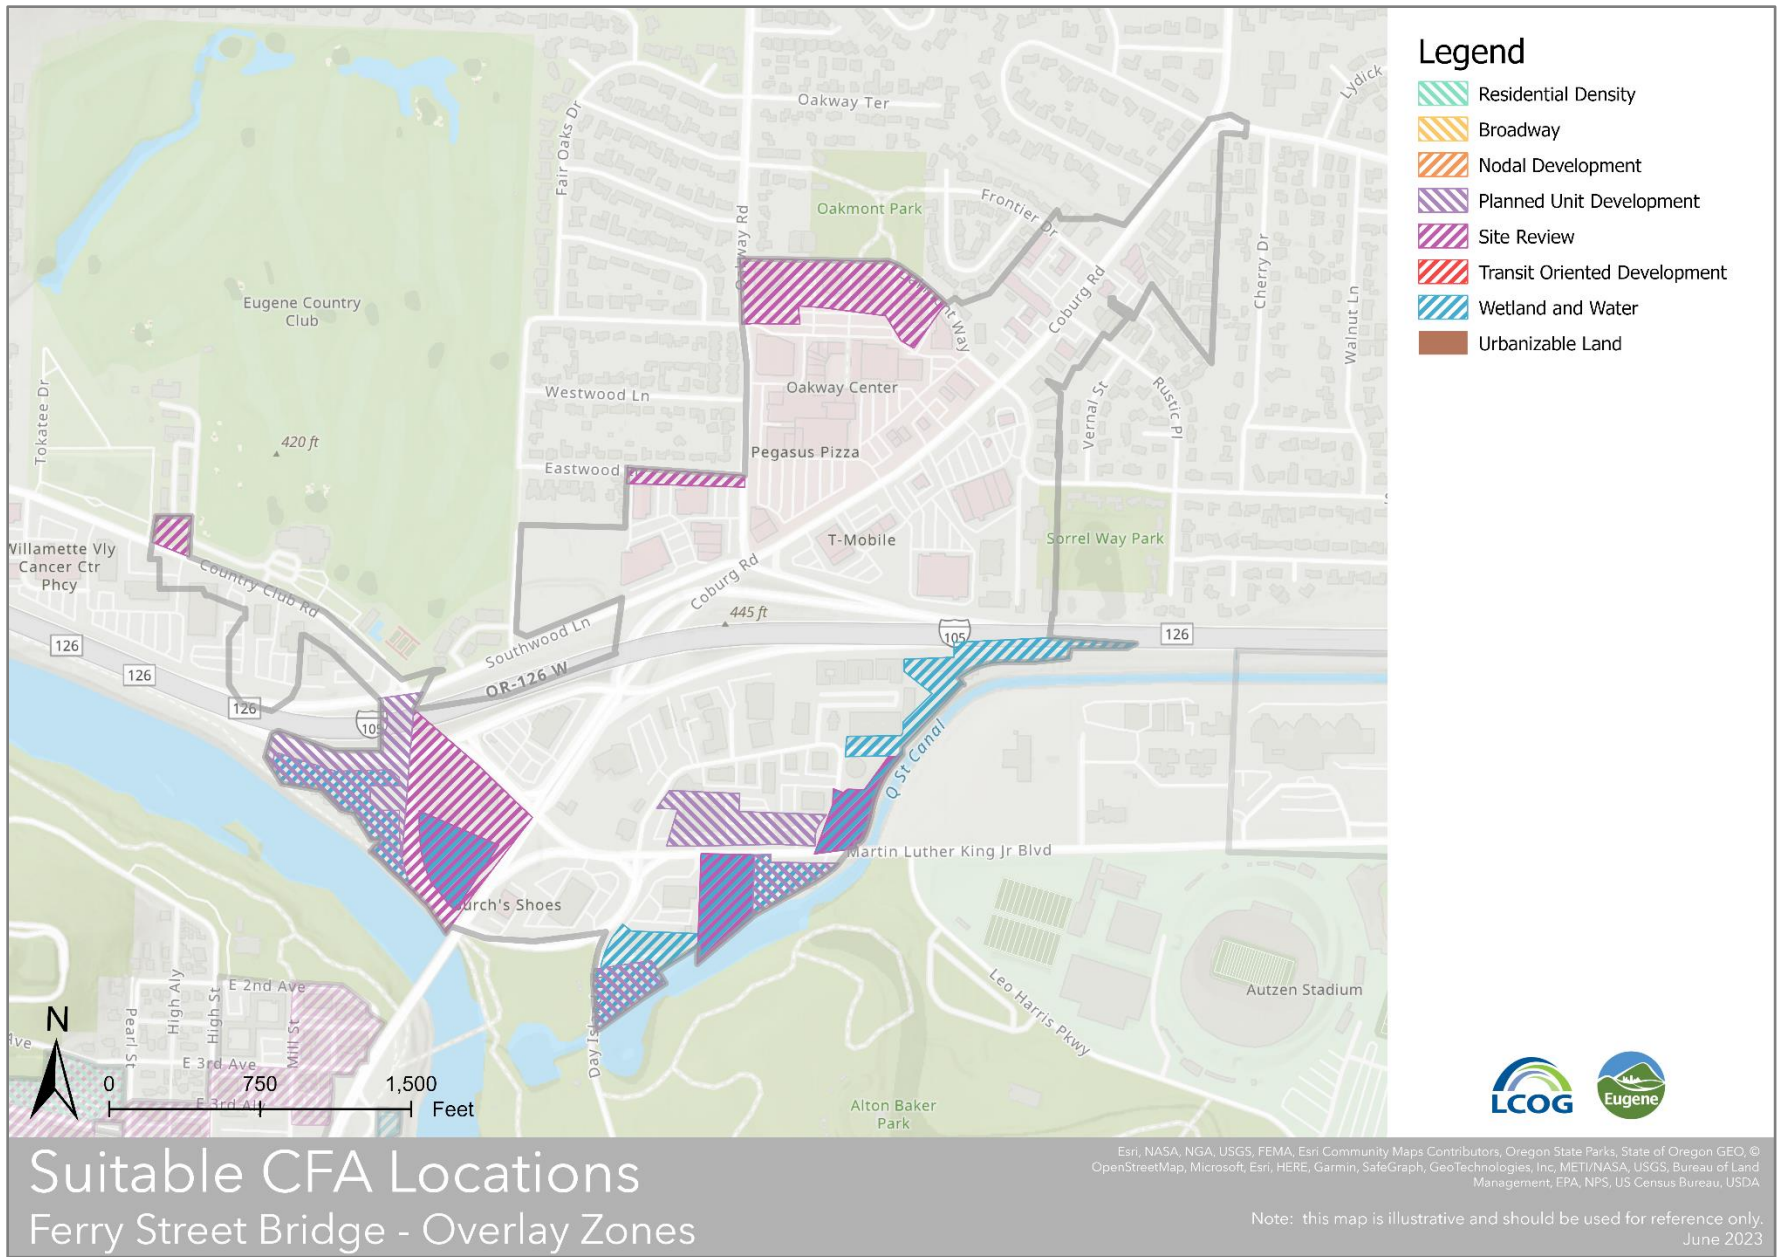 Legend
Residential Density
Broadway
Nodal Development
Planned Unit Development
Site Review
Transit Oriented Development
Wetland and Water
Urbanizable Land
Lydick
Oakway Ter
Fair Oaks Dr
Oakmont Park
Frontier Dr
Cherry Dr
Walnut Ln
Coburg Rd
Eugene Country
Club
Westwood Ln
Oakway Center
Tokatee Dr
420 ft
Vernal St
Rustic Pl
Pegasus Pizza
Eastwood
T-Mobile
Sorrel Way Park
Willamette Vly
Cancer Ctr
Phcy
Country Club Rd
Coburg Rd
445 ft
Southwood Ln
OR-126 W
105
126
126
126
126
105
Q St Canal
Martin Luther King Jr Blvd
Leo Harris Pkwy
Autzen Stadium
E 2nd Ave
High Aly
High St
Pearl St
Mill St
E 3rd Ave
E 3rd Aly
Alton Baker
Park
N
0 750 1,500
Feet
LCOG
Eugene
Suitable CFA Locations
Ferry Street Bridge - Overlay Zones
Esri, NASA, NGA, USGS, FEMA, Esri Community Maps Contributors, Oregon State Parks, State of Oregon GEO, ©
OpenStreetMap, Microsoft, Esri, HERE, Garmin, SafeGraph, GeoTechnologies, Inc, METI/NASA, USGS, Bureau of Land
Management, EPA, NPS, US Census Bureau, USDA
Note: this map is illustrative and should be used for reference only.
June 2023